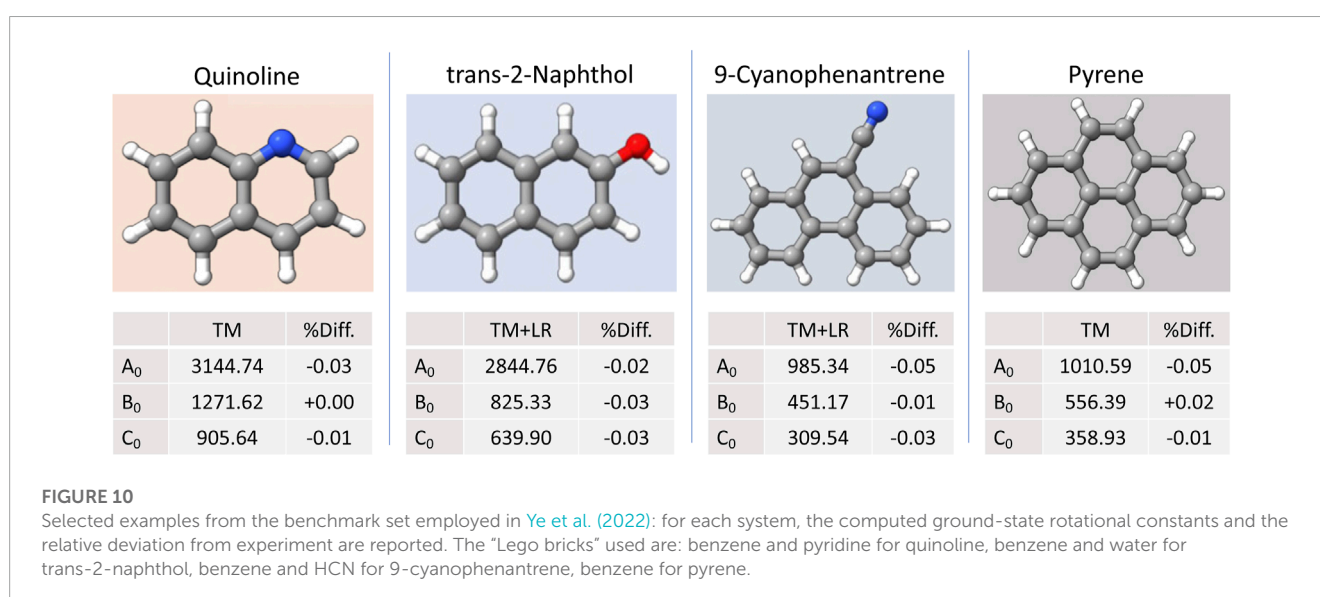 Quinoline
trans-2-Naphthol
9-Cyanophenantrene
Pyrene
TM %Diff.
A0 3144.74 -0.03
B0 1271.62 +0.00
C0 905.64 -0.01
TM+LR %Diff.
A0 2844.76 -0.02
B0 825.33 -0.03
C0 639.90 -0.03
TM+LR %Diff.
A0 985.34 -0.05
B0 451.17 -0.01
C0 309.54 -0.03
TM %Diff.
A0 1010.59 -0.05
B0 556.39 +0.02
C0 358.93 -0.01
FIGURE 10
Selected examples from the benchmark set employed in Ye et al. (2022): for each system, the computed ground-state rotational constants and the
relative deviation from experiment are reported. The “Lego bricks” used are: benzene and pyridine for quinoline, benzene and water for
trans-2-naphthol, benzene and HCN for 9-cyanophenantrene, benzene for pyrene.